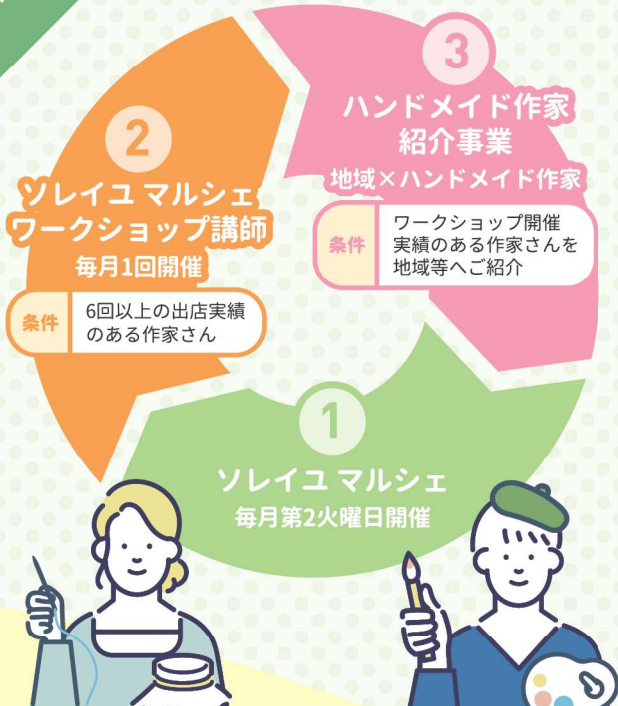 3
ハンドメイド作家
紹介事業
地域×ハンドメイド作家
条件
ワークショップ開催
実績のある作家さんを
地域等へご紹介
2
ソレイユ マルシェ
ワークショップ講師
毎月1回開催
条件
6回以上の出店実績
のある作家さん
1
ソレイユ マルシェ
毎月第2火曜日開催